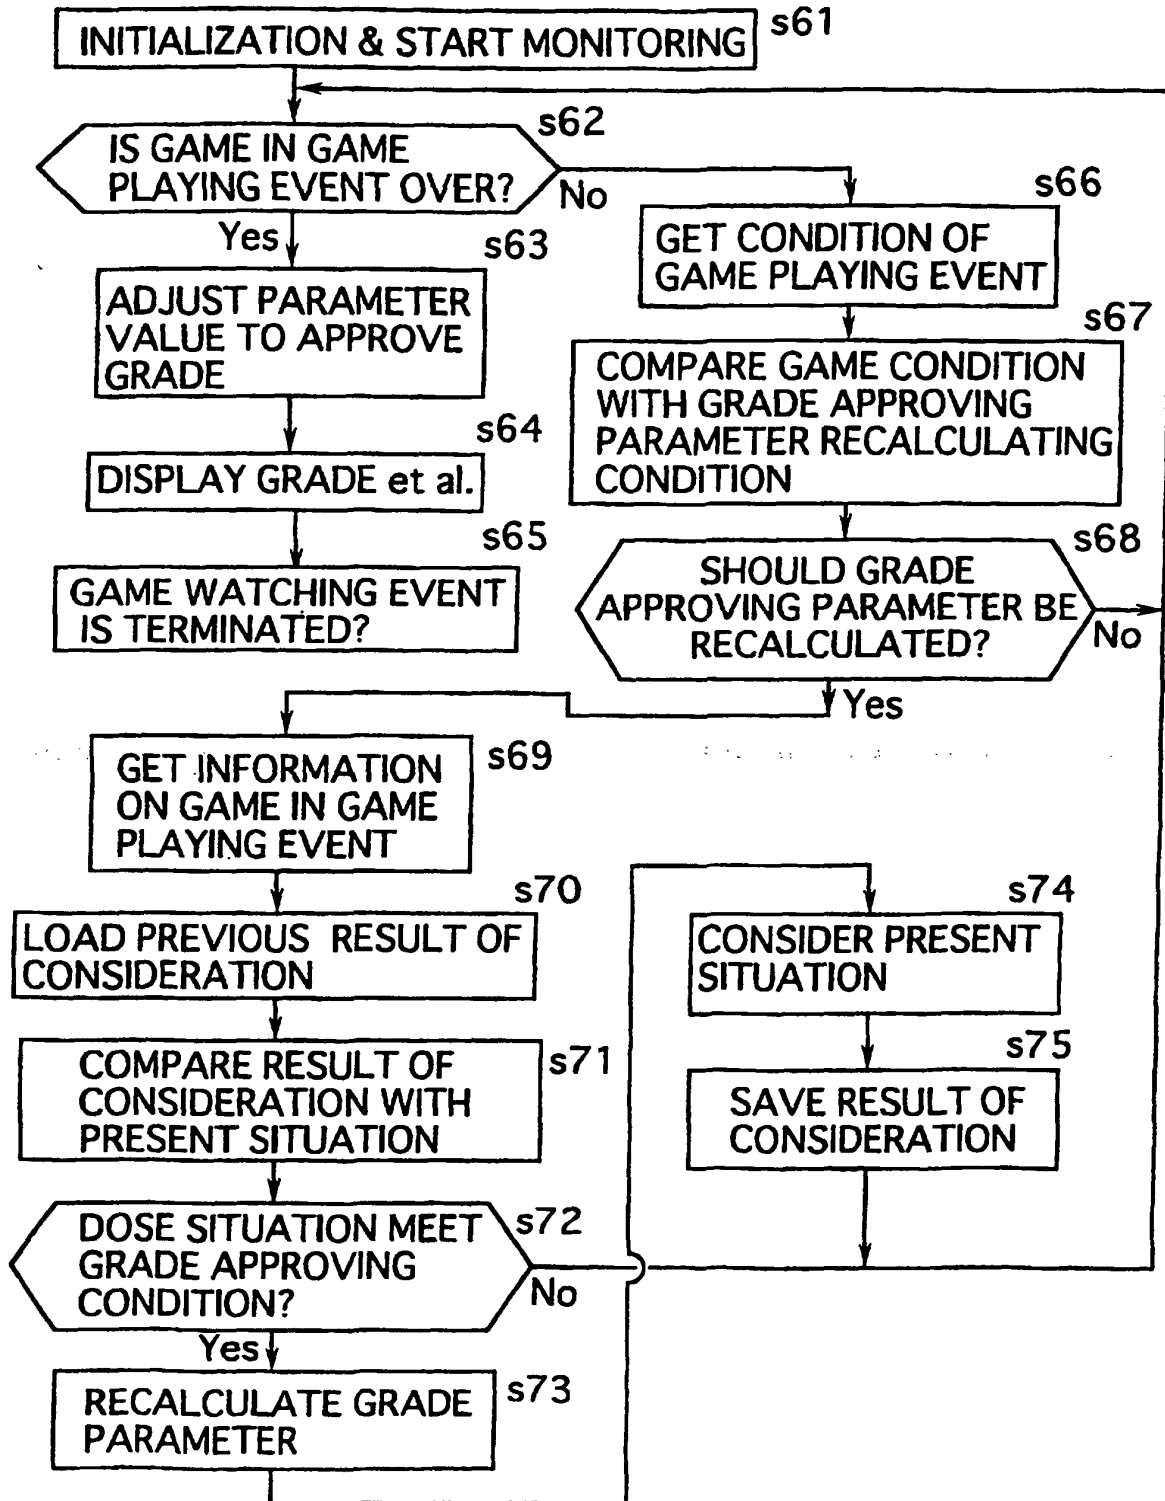 s61
INITIALIZATION & START MONITORING
s62
IS GAME IN GAME
PLAYING EVENT OVER?
No
Yes
s63
ADJUST PARAMETER
VALUE TO APPROVE
GRADE
s64
DISPLAY GRADE et al.
s65
GAME WATCHING EVENT
IS TERMINATED?
s66
GET CONDITION OF
GAME PLAYING EVENT
s67
COMPARE GAME CONDITION
WITH GRADE APPROVING
PARAMETER RECALCULATING
CONDITION
s68
SHOULD GRADE
APPROVING PARAMETER BE
RECALCULATED?
No
Yes
s69
GET INFORMATION
ON GAME IN GAME
PLAYING EVENT
s70
LOAD PREVIOUS RESULT OF
CONSIDERATION
s71
COMPARE RESULT OF
CONSIDERATION WITH
PRESENT SITUATION
s72
DOSE SITUATION MEET
GRADE APPROVING
CONDITION?
No
Yes
s73
RECALCULATE GRADE
PARAMETER
s74
CONSIDER PRESENT
SITUATION
s75
SAVE RESULT OF
CONSIDERATION